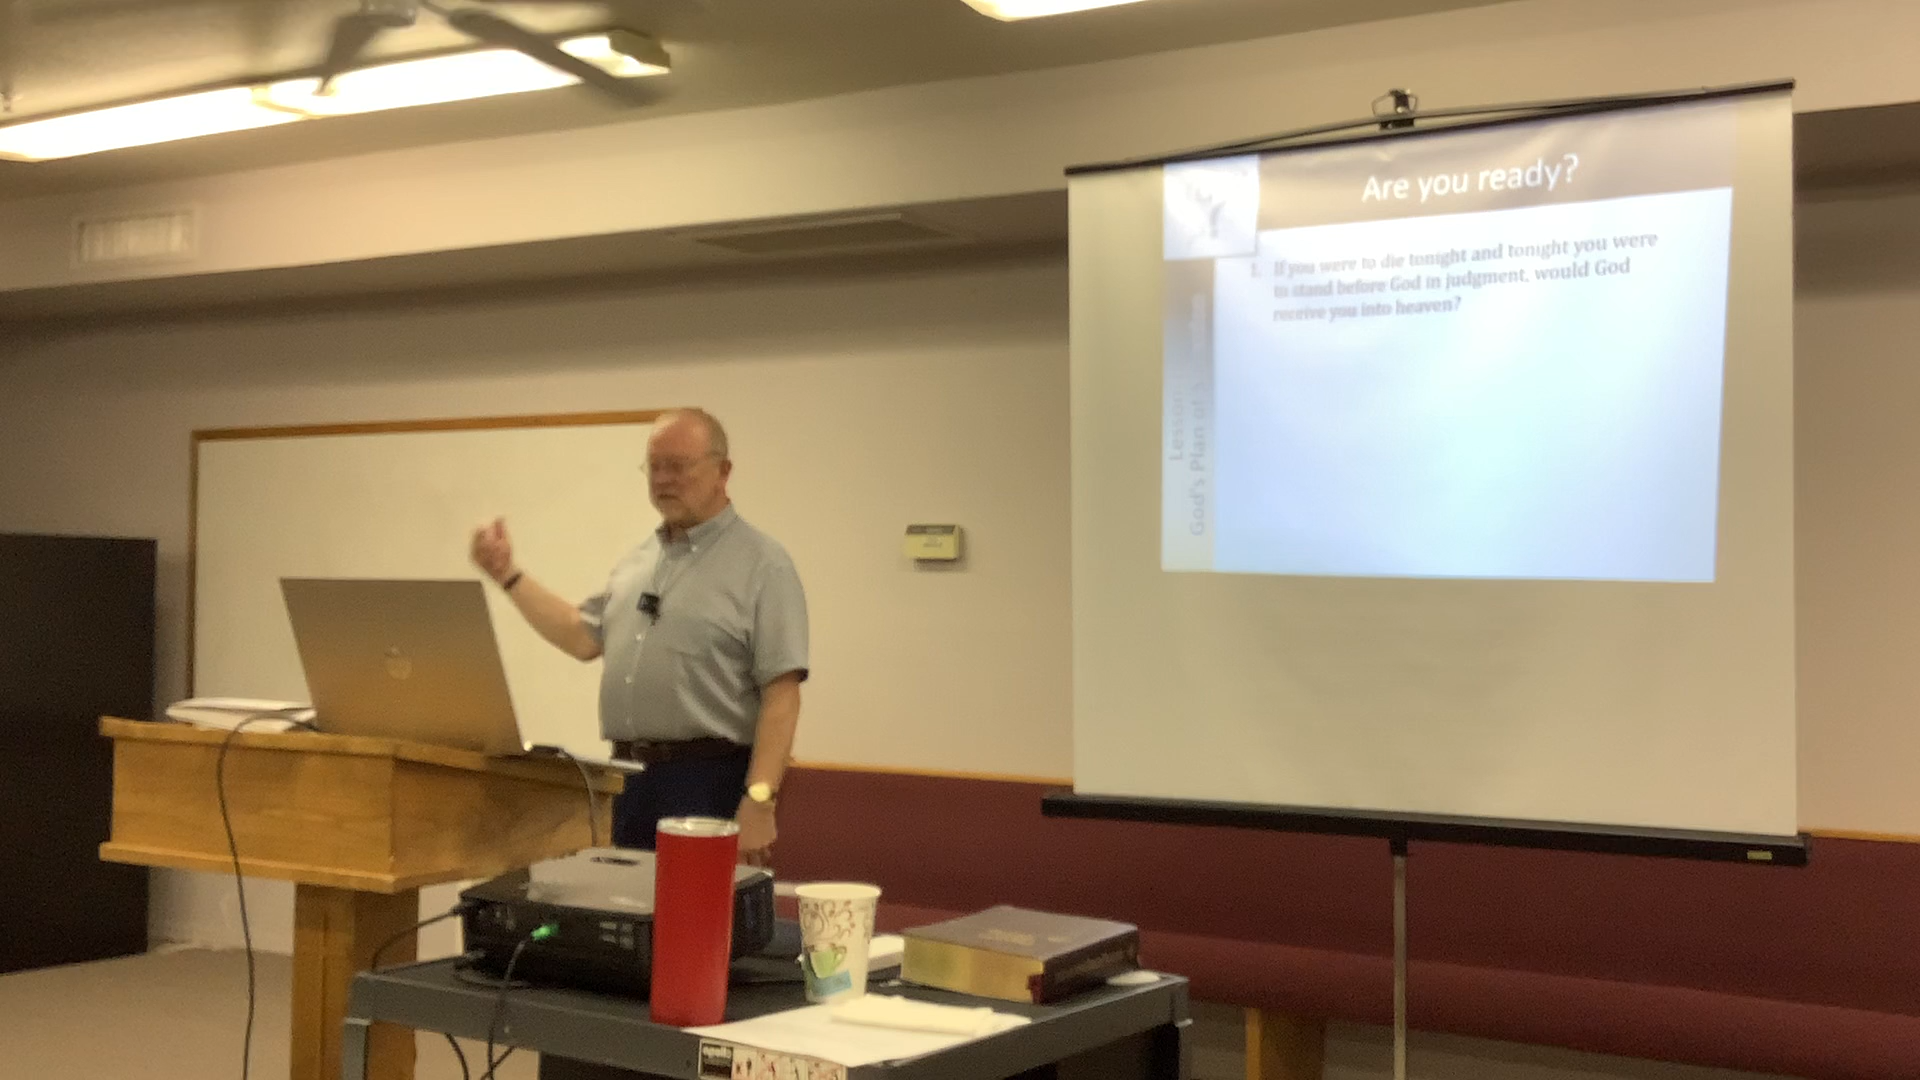 Are you ready?
1. If you were to die tonight and tonight you were
to stand before God in judgment, would God
receive you into heaven?
Lesson
God's Plan of